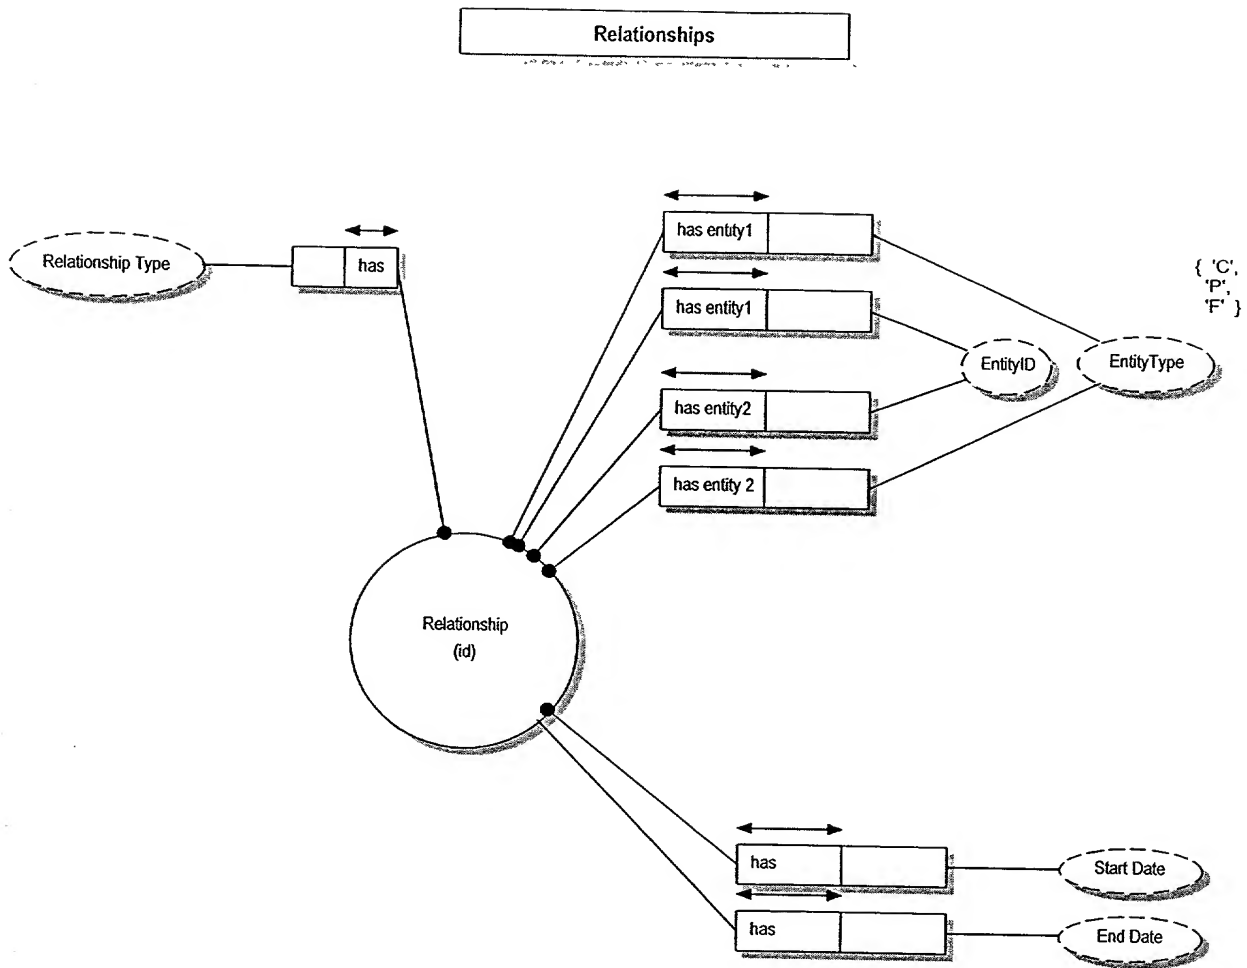 Relationships
Relationship Type
has
has entity1
has entity1
has entity2
has entity 2
EntityID
EntityType
{ 'C',
'P',
'F' }
Relationship
(id)
has
Start Date
has
End Date